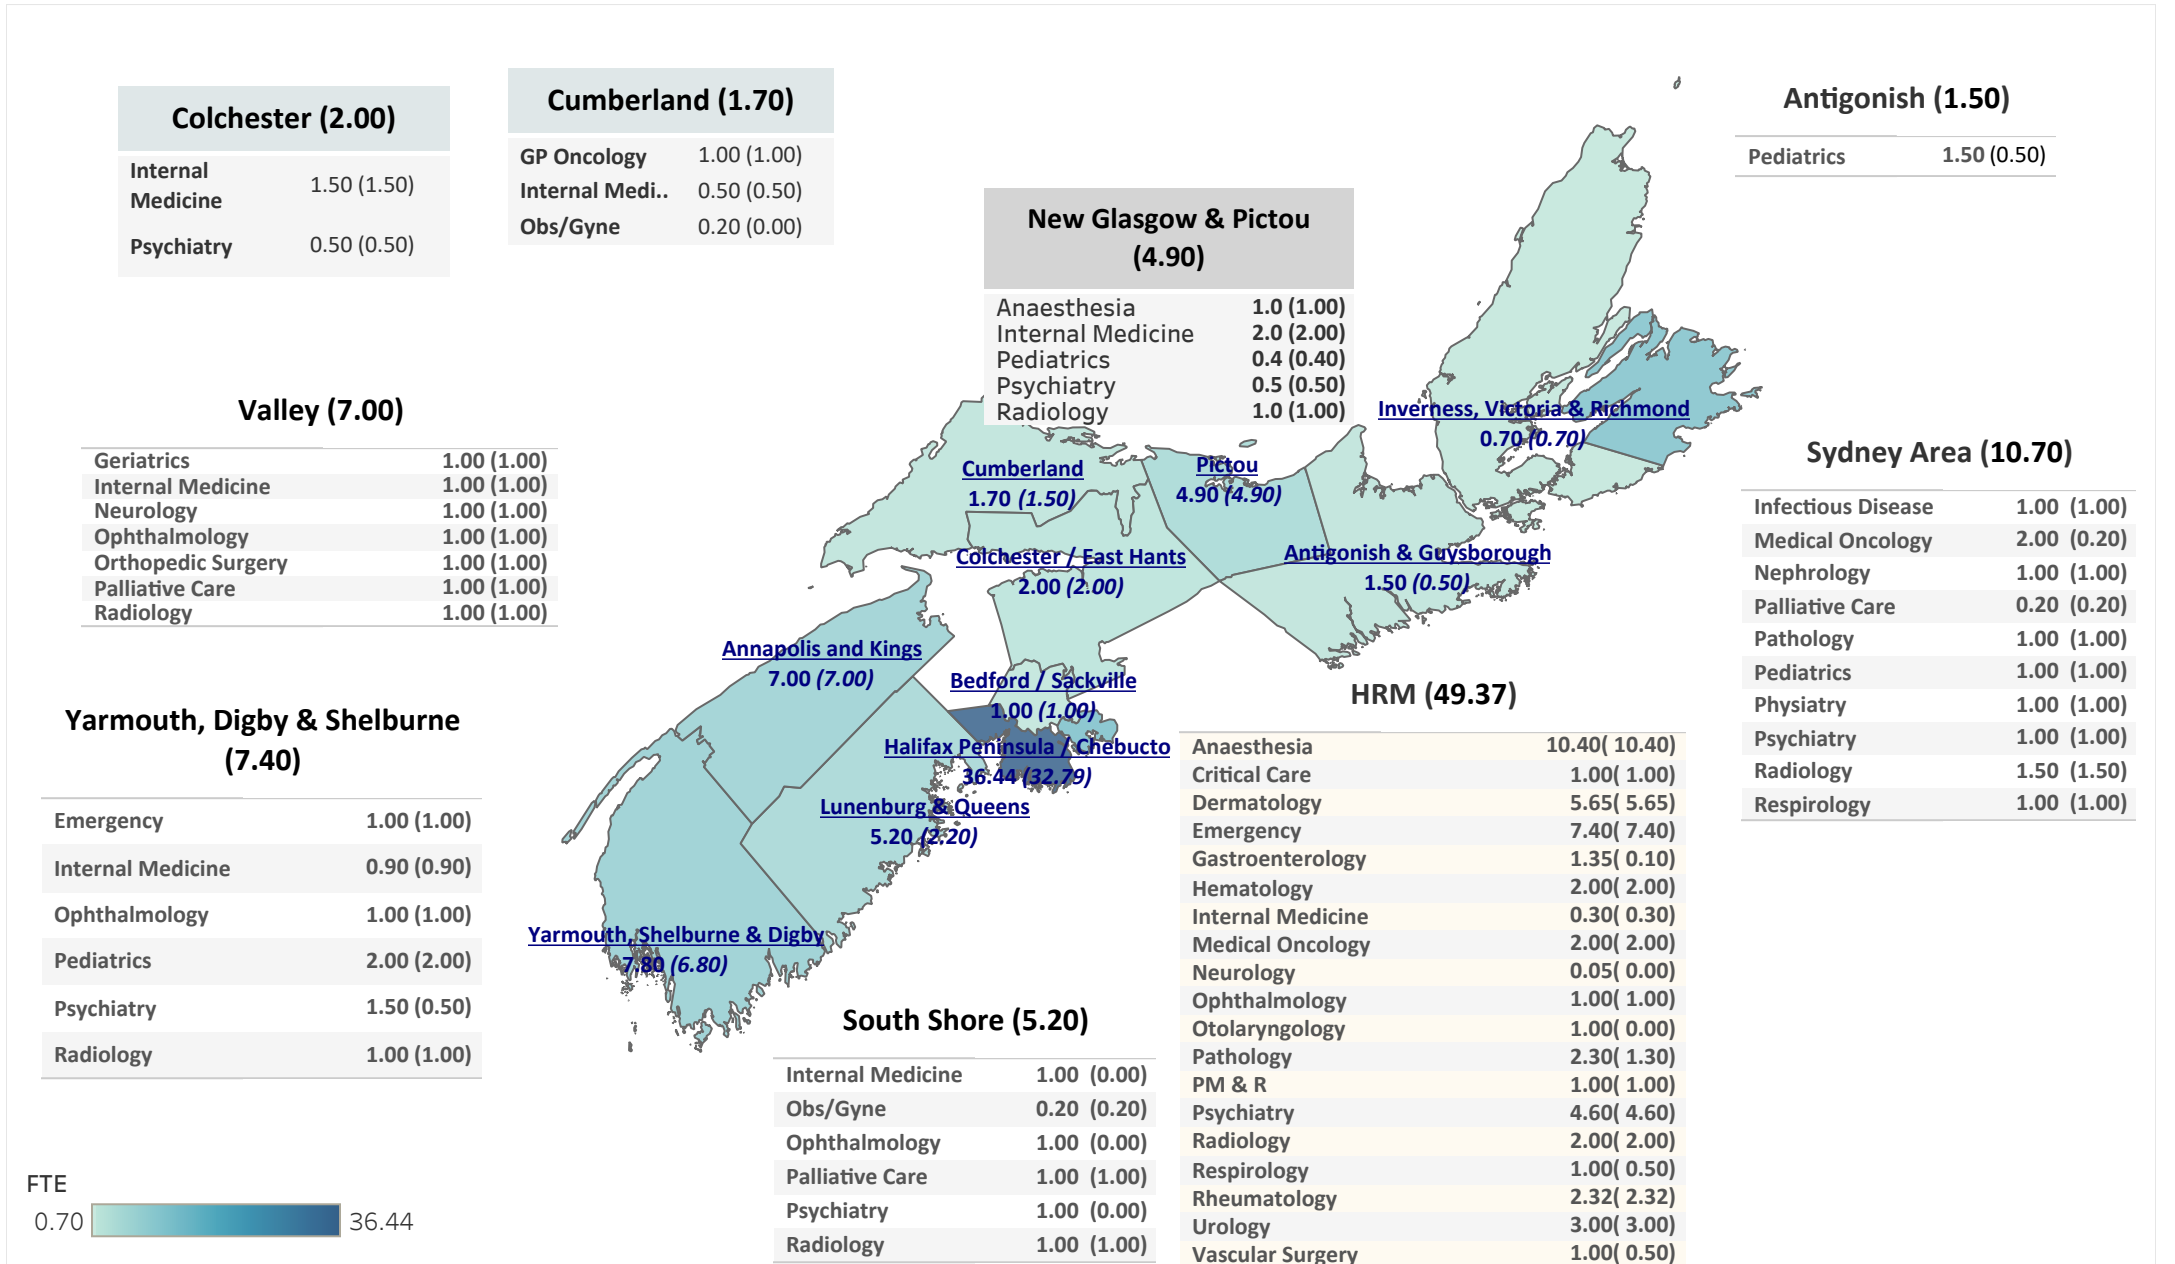 Colchester (2.00)
Internal Medicine 1.50 (1.50)
Psychiatry 0.50 (0.50)
Cumberland (1.70)
GP Oncology 1.00 (1.00)
Internal Medi.. 0.50 (0.50)
Obs/Gyne 0.20 (0.00)
Antigonish (1.50)
Pediatrics 1.50 (0.50)
New Glasgow & Pictou
(4.90)
Anaesthesia 1.0 (1.00)
Internal Medicine 2.0 (2.00)
Pediatrics 0.4 (0.40)
Psychiatry 0.5 (0.50)
Radiology 1.0 (1.00)
Valley (7.00)
Geriatrics 1.00 (1.00)
Internal Medicine 1.00 (1.00)
Neurology 1.00 (1.00)
Ophthalmology 1.00 (1.00)
Orthopedic Surgery 1.00 (1.00)
Palliative Care 1.00 (1.00)
Radiology 1.00 (1.00)
Inverness, Victoria & Richmond
0.70 (0.70)
Cumberland
1.70 (1.50)
Pictou
4.90 (4.90)
Colchester / East Hants
2.00 (2.00)
Antigonish & Guysborough
1.50 (0.50)
Annapolis and Kings
7.00 (7.00)
Bedford / Sackville
1.00 (1.00)
Halifax Peninsula / Chebucto
36.44 (32.79)
Lunenburg & Queens
5.20 (2.20)
Yarmouth, Shelburne & Digby
7.80 (6.80)
Sydney Area (10.70)
Infectious Disease 1.00 (1.00)
Medical Oncology 2.00 (0.20)
Nephrology 1.00 (1.00)
Palliative Care 0.20 (0.20)
Pathology 1.00 (1.00)
Pediatrics 1.00 (1.00)
Physiatry 1.00 (1.00)
Psychiatry 1.00 (1.00)
Radiology 1.50 (1.50)
Respirology 1.00 (1.00)
Yarmouth, Digby & Shelburne
(7.40)
Emergency 1.00 (1.00)
Internal Medicine 0.90 (0.90)
Ophthalmology 1.00 (1.00)
Pediatrics 2.00 (2.00)
Psychiatry 1.50 (0.50)
Radiology 1.00 (1.00)
HRM (49.37)
Anaesthesia 10.40( 10.40)
Critical Care 1.00( 1.00)
Dermatology 5.65( 5.65)
Emergency 7.40( 7.40)
Gastroenterology 1.35( 0.10)
Hematology 2.00( 2.00)
Internal Medicine 0.30( 0.30)
Medical Oncology 2.00( 2.00)
Neurology 0.05( 0.00)
Ophthalmology 1.00( 1.00)
Otolaryngology 1.00( 0.00)
Pathology 2.30( 1.30)
PM & R 1.00( 1.00)
Psychiatry 4.60( 4.60)
Radiology 2.00( 2.00)
Respirology 1.00( 0.50)
Rheumatology 2.32( 2.32)
Urology 3.00( 3.00)
Vascular Surgery 1.00( 0.50)
South Shore (5.20)
Internal Medicine 1.00 (0.00)
Obs/Gyne 0.20 (0.20)
Ophthalmology 1.00 (0.00)
Palliative Care 1.00 (1.00)
Psychiatry 1.00 (0.00)
Radiology 1.00 (1.00)
FTE
0.70 36.44